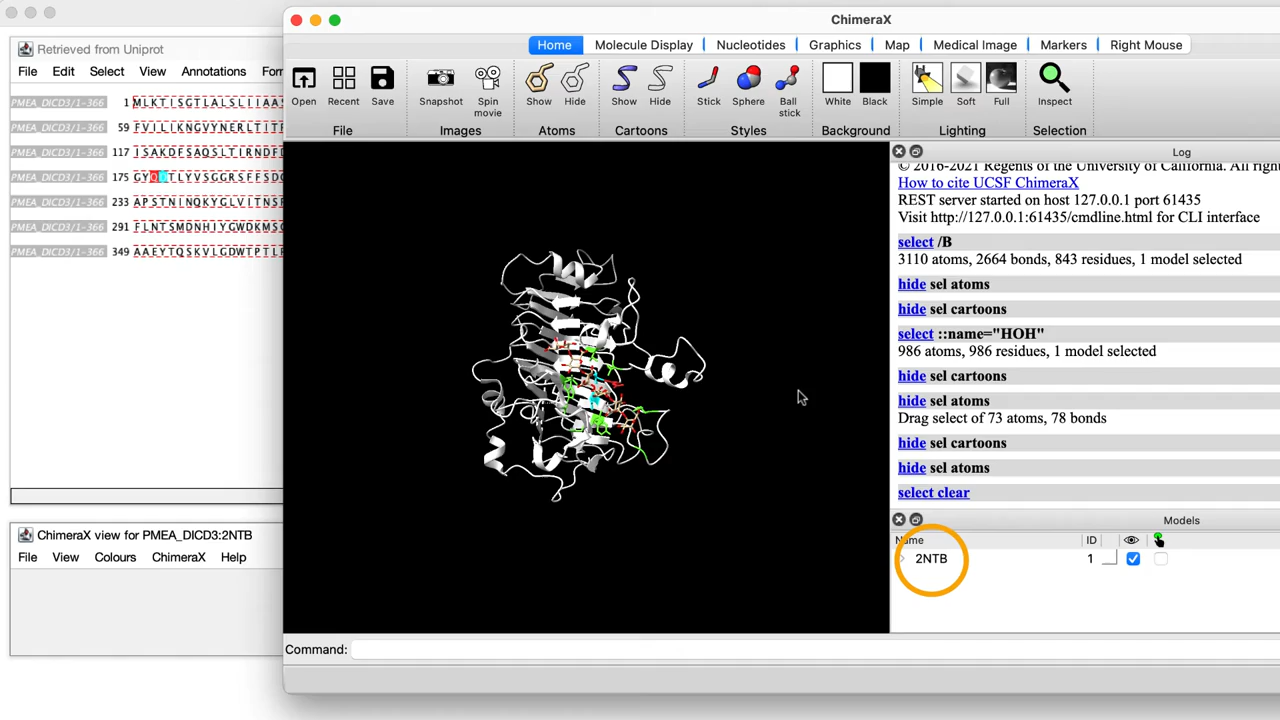 ChimeraX
Retrieved from Uniprot
File Edit Select View Annotations For
Home Molecule Display Nucleotides Graphics Map Medical Image Markers Right Mouse
Open Recent Save Snapshot Spin movie Show Hide Show Hide Stick Sphere Ball stick White Black Simple Soft Full Inspect
File Images Atoms Cartoons Styles Background Lighting Selection
PMEA_DICD3/1-366 1 MLKTISGTLALSLIIAAS
PMEA_DICD3/1-366 59 FVILIKNGVYNERLTITF
PMEA_DICD3/1-366 117 ISAKDFSAQSLTIRNDFD
PMEA_DICD3/1-366 175 GYQDTLYVSGGRSFFSDC
PMEA_DICD3/1-366 233 APSTNINQKYGLVITNSF
PMEA_DICD3/1-366 291 FLNTSMDNHIYGWDKMSG
PMEA_DICD3/1-366 349 AAEYTQSKVLGDWTPTLF
Log
© 2016-2021 Regents of the University of California. All righ
How to cite UCSF ChimeraX
REST server started on host 127.0.0.1 port 61435
Visit http://127.0.0.1:61435/cmdline.html for CLI interface
select /B
3110 atoms, 2664 bonds, 843 residues, 1 model selected
hide sel atoms
hide sel cartoons
select ::name="HOH"
986 atoms, 986 residues, 1 model selected
hide sel cartoons
hide sel atoms
Drag select of 73 atoms, 78 bonds
hide sel cartoons
hide sel atoms
select clear
Models
Name ID
2NTB 1
ChimeraX view for PMEA_DICD3:2NTB
File View Colours ChimeraX Help
Command: